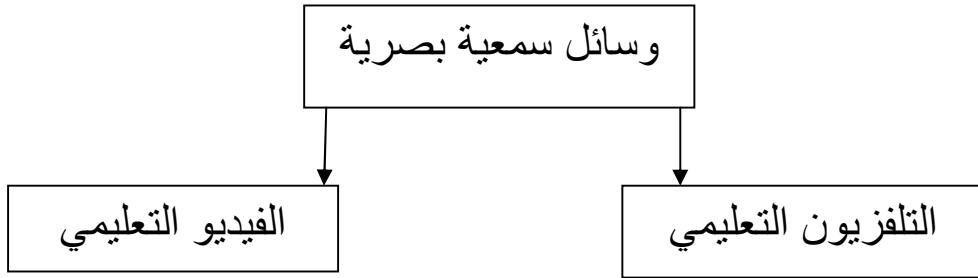 وسائل سمعية بصرية
التلفزيون التعليمي
الفيديو التعليمي